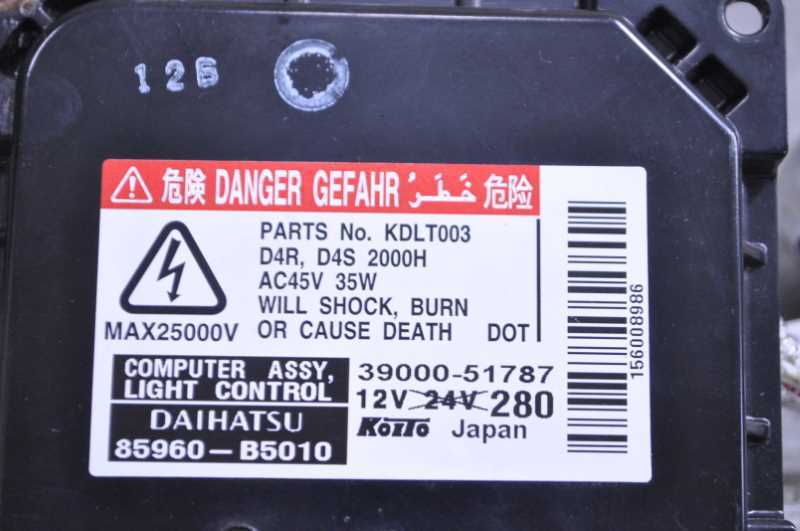 125
危険 DANGER GEFAHR خَطَرْ 危险
PARTS No. KDLT003
D4R, D4S 2000H
AC45V 35W
WILL SHOCK, BURN
OR CAUSE DEATH DOT
MAX25000V
156008986
COMPUTER ASSY,
LIGHT CONTROL
DAIHATSU
85960-B5010
39000-51787
12V 24V 280
KOITO Japan